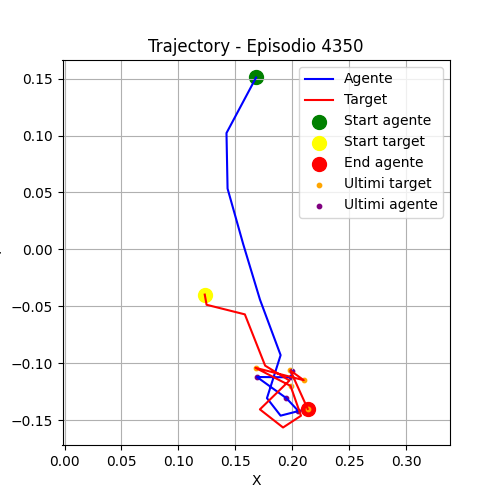 Trajectory - Episodio 4350
Agente
Target
Start agente
Start target
End agente
Ultimi target
Ultimi agente
0.15
0.10
0.05
0.00
−0.05
−0.10
−0.15
0.00 0.05 0.10 0.15 0.20 0.25 0.30
X